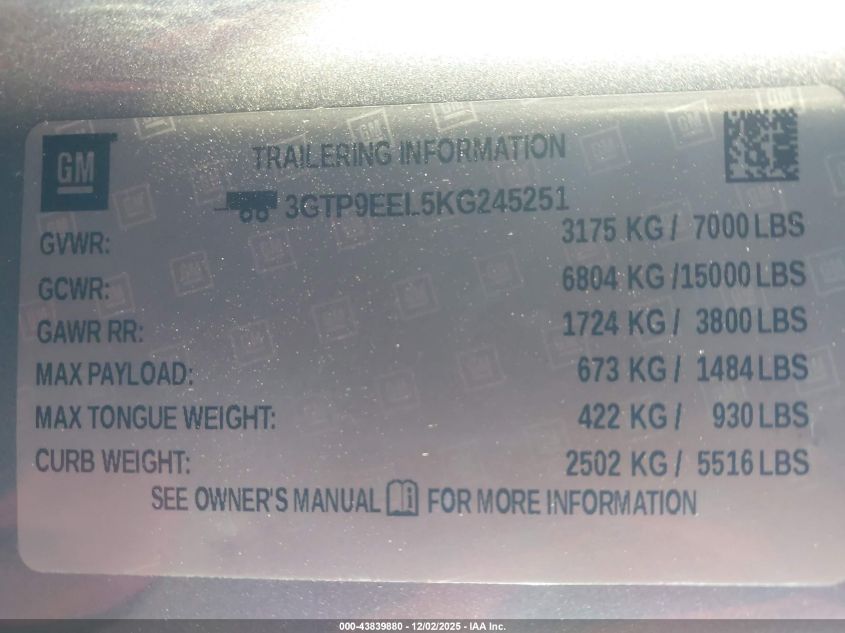 GM
TRAILERING INFORMATION
3GTP9EEL5KG245251
GVWR: 3175 KG / 7000 LBS
GCWR: 6804 KG /15000 LBS
GAWR RR: 1724 KG / 3800 LBS
MAX PAYLOAD: 673 KG / 1484 LBS
MAX TONGUE WEIGHT: 422 KG / 930 LBS
CURB WEIGHT: 2502 KG / 5516 LBS
SEE OWNER'S MANUAL FOR MORE INFORMATION
000-43839880 - 12/02/2025 - IAA Inc.